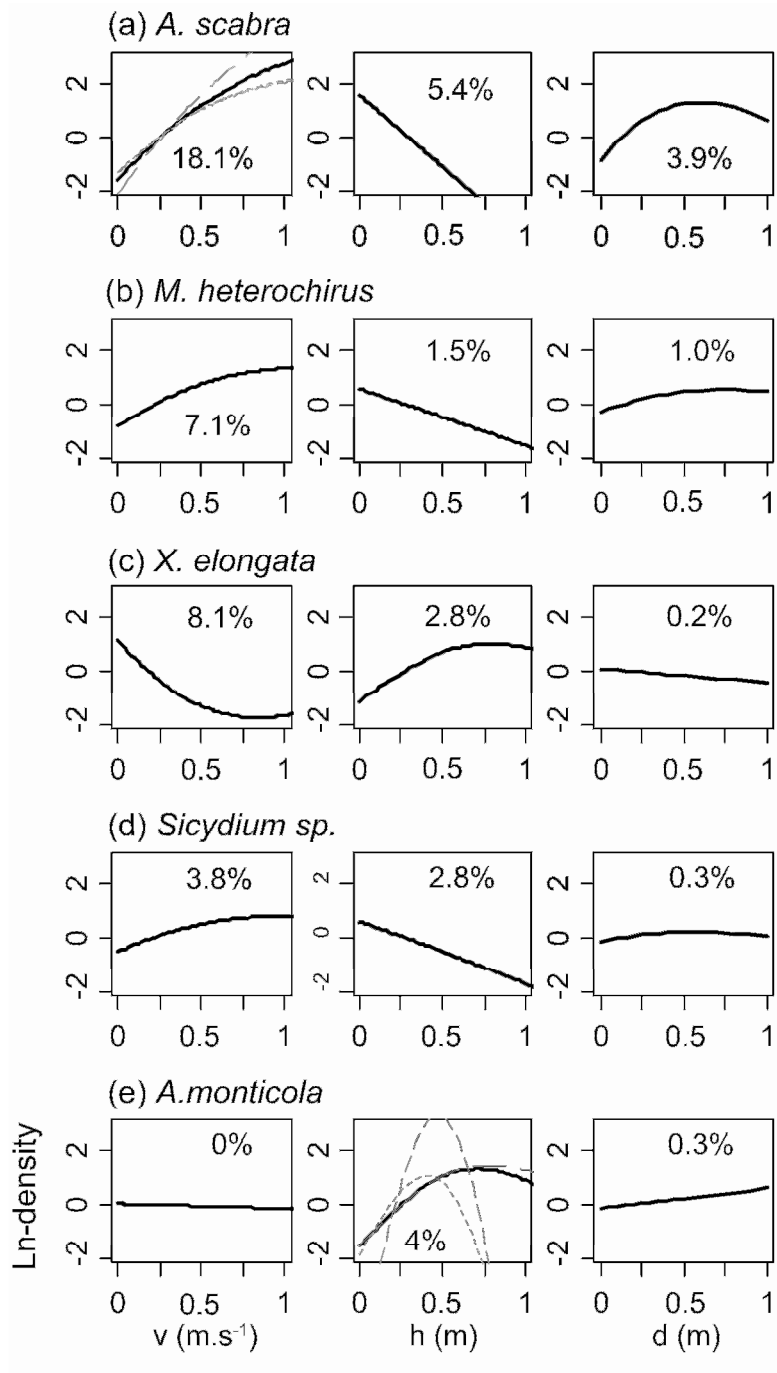 (a) A. scabra
2 0 -2 18.1% 0 0.5 1
2 0 -2 5.4% 0 0.5 1
2 0 -2 3.9% 0 0.5 1
(b) M. heterochirus
2 0 -2 7.1% 0 0.5 1
2 0 -2 1.5% 0 0.5 1
2 0 -2 1.0% 0 0.5 1
(c) X. elongata
2 0 -2 8.1% 0 0.5 1
2 0 -2 2.8% 0 0.5 1
2 0 -2 0.2% 0 0.5 1
(d) Sicydium sp.
2 0 -2 3.8% 0 0.5 1
2 0 -2 2.8% 0 0.5 1
2 0 -2 0.3% 0 0.5 1
(e) A.monticola
Ln-density
2 0 -2 0% 0 0.5 1
2 0 -2 4% 0 0.5 1
2 0 -2 0.3% 0 0.5 1
v (m.s⁻¹) h (m) d (m)